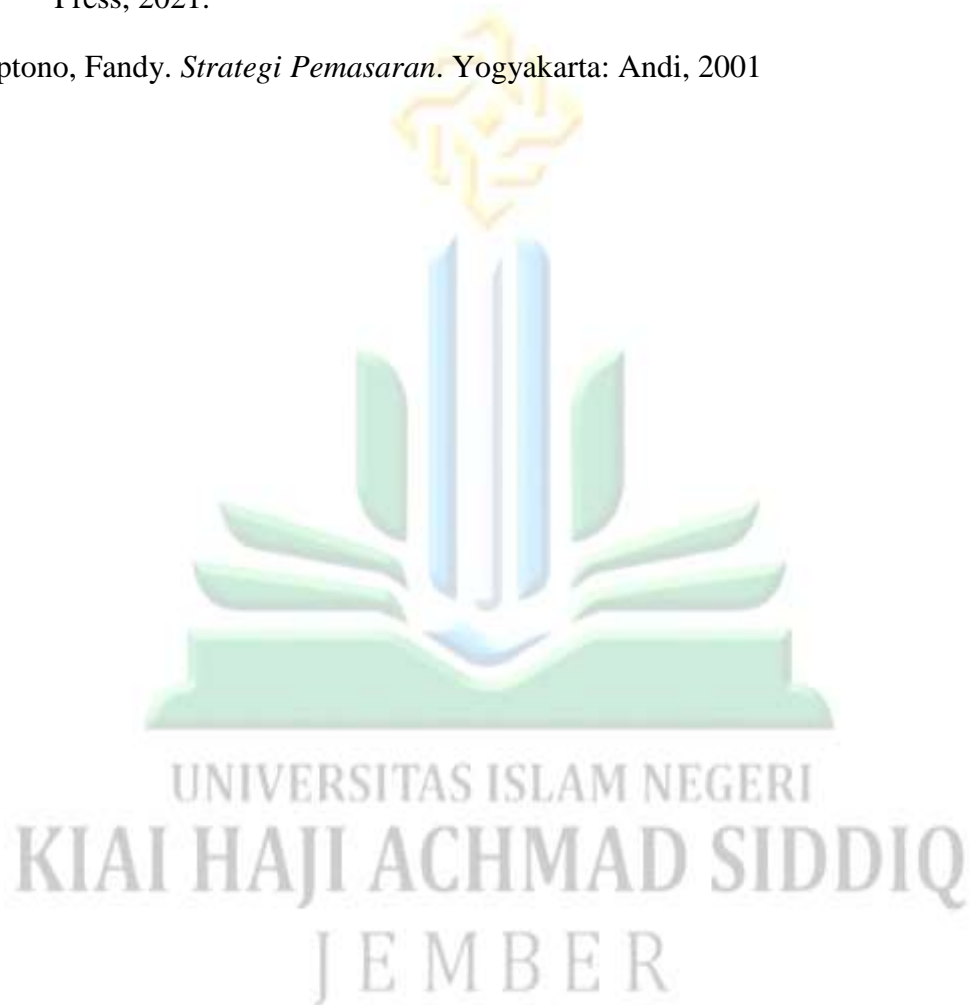 Press, 2021.
ptono, Fandy. Strategi Pemasaran. Yogyakarta: Andi, 2001
UNIVERSITAS ISLAM NEGERI
KIAI HAJI ACHMAD SIDDIQ
JEMBER